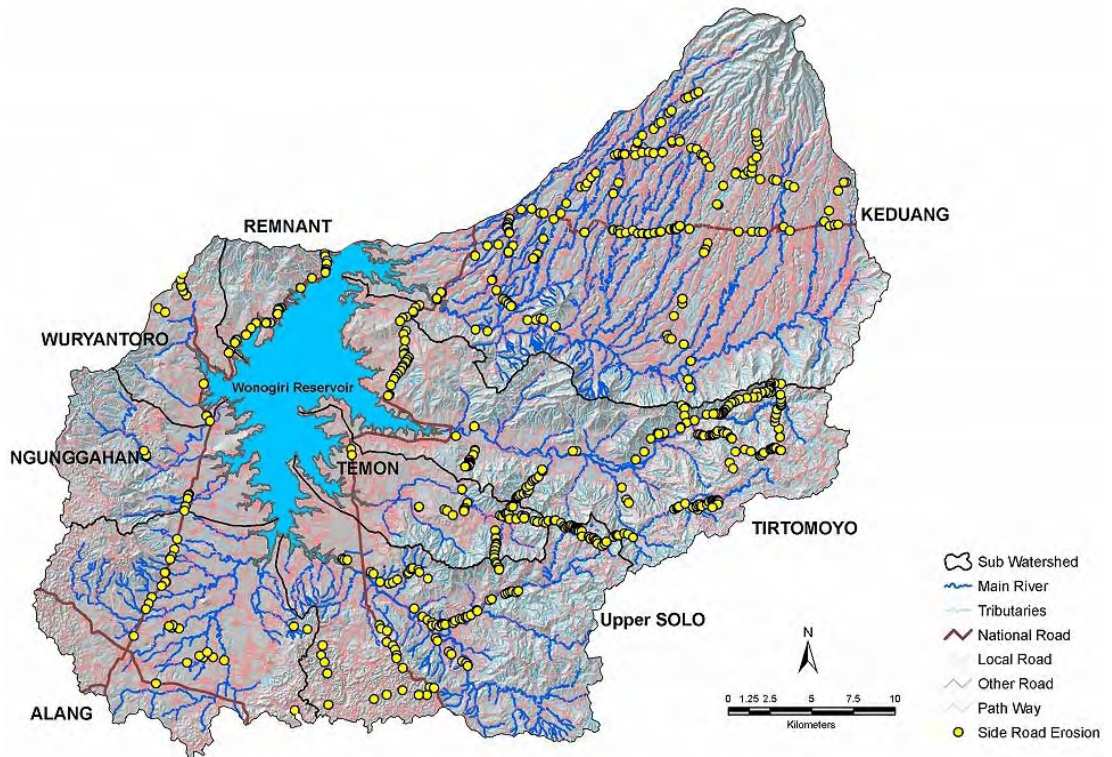 KEDUANG
REMNANT
WURYANTORO
Wonogiri Reservoir
NGUNGGAHAN
TEMON
TIRTOMOYO
Upper SOLO
ALANG
Sub Watershed
Main River
Tributaries
National Road
Local Road
Other Road
Path Way
Side Road Erosion
N
0 1.25 2.5 5 7.5 10
Kilometers